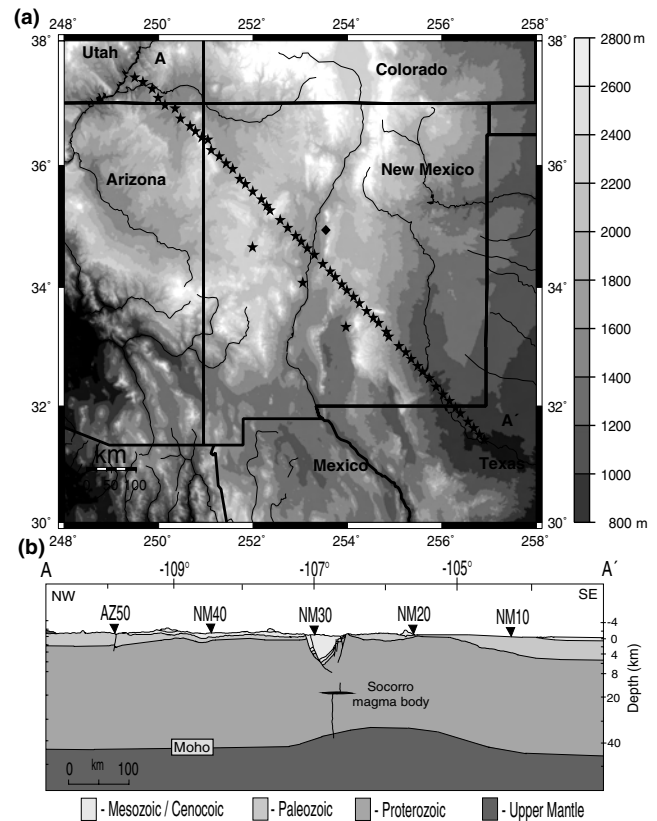 (a)
248˚ 250˚ 252˚ 254˚ 256˚ 258˚
38˚ 38˚
Utah A
Colorado
36˚ 36˚
Arizona
New Mexico
34˚ 34˚
32˚ 32˚
A´
km
0 50 100
Mexico
Texas
30˚ 30˚
248˚ 250˚ 252˚ 254˚ 256˚ 258˚
2800 m
2600
2400
2200
2000
1800
1600
1400
1200
1000
800 m
(b)
A -109° -107° -105° A´
NW SE
AZ50 NM40 NM30 NM20 NM10
-4
0
4
8
20
40
Depth (km)
Socorro
magma body
Moho
km
0 100
- Mesozoic / Cenocoic - Paleozoic - Proterozoic - Upper Mantle